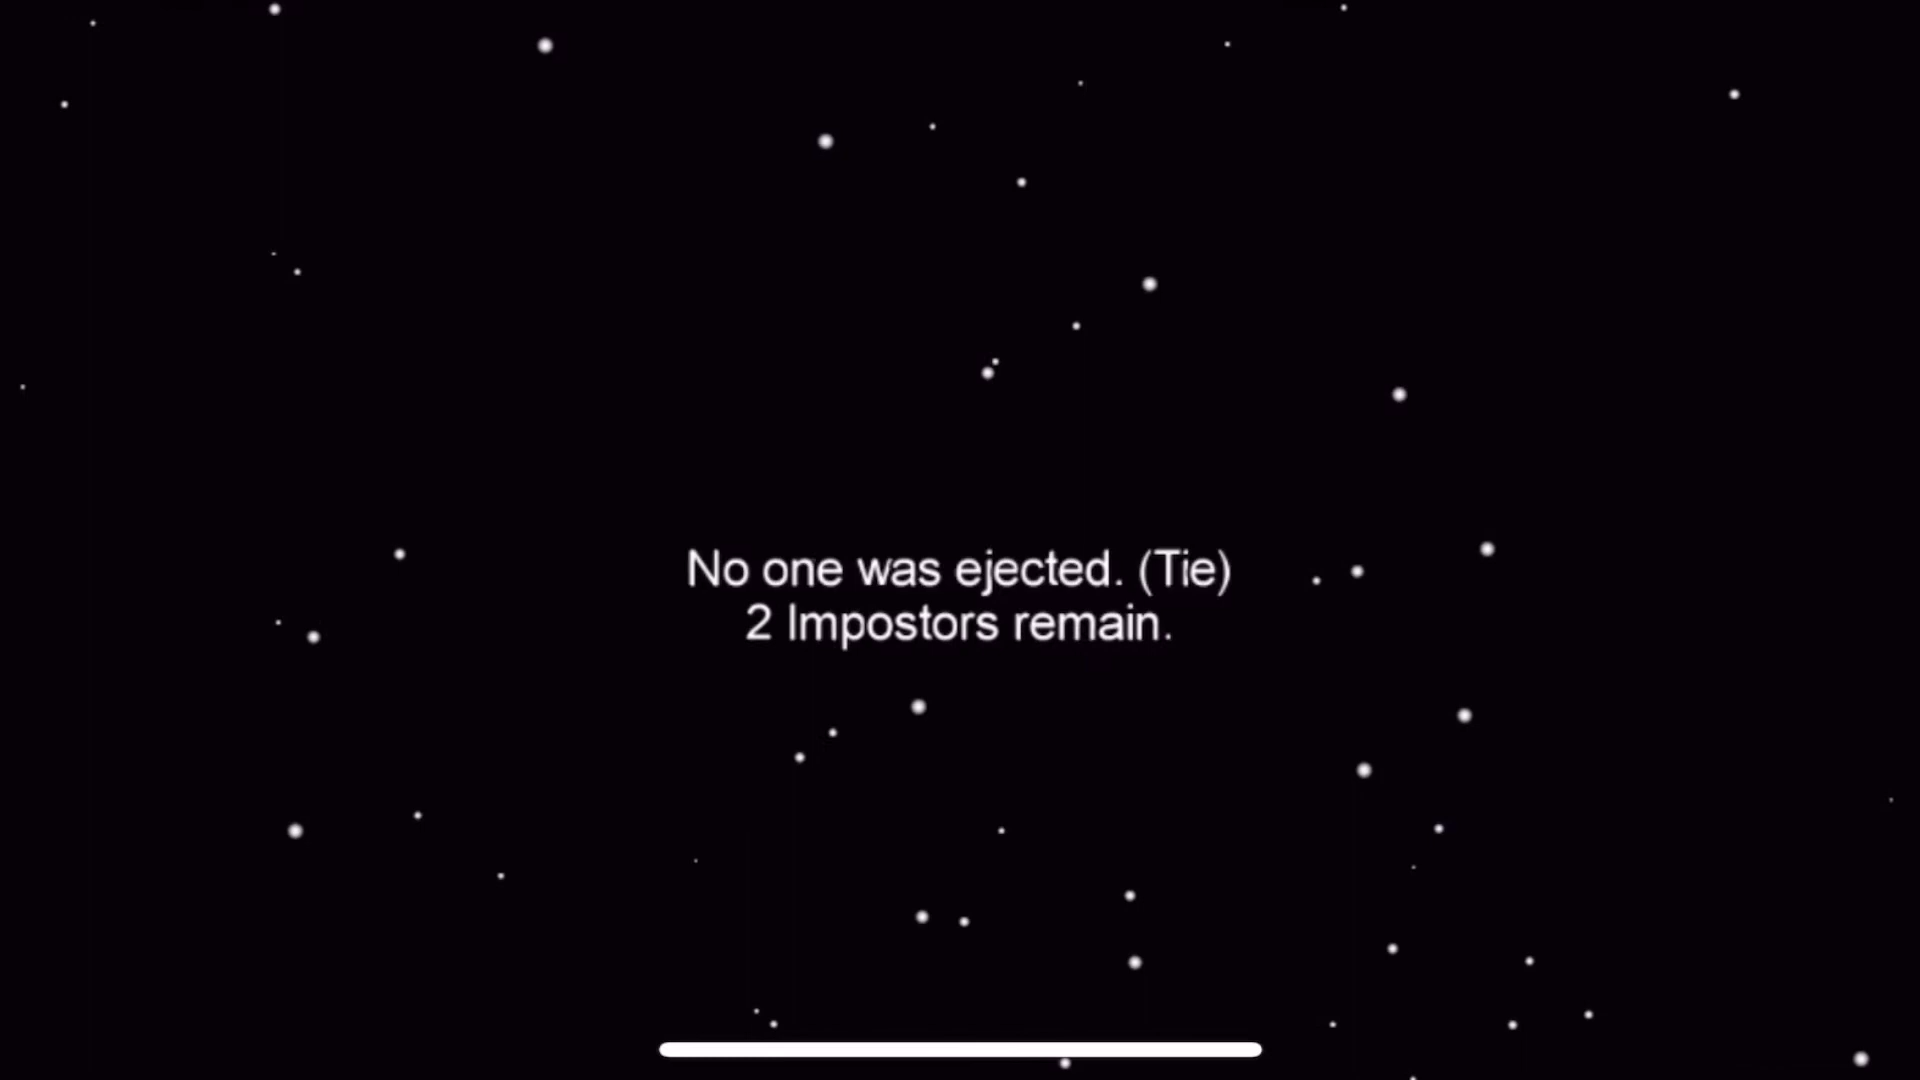 No one was ejected. (Tie)
2 Impostors remain.